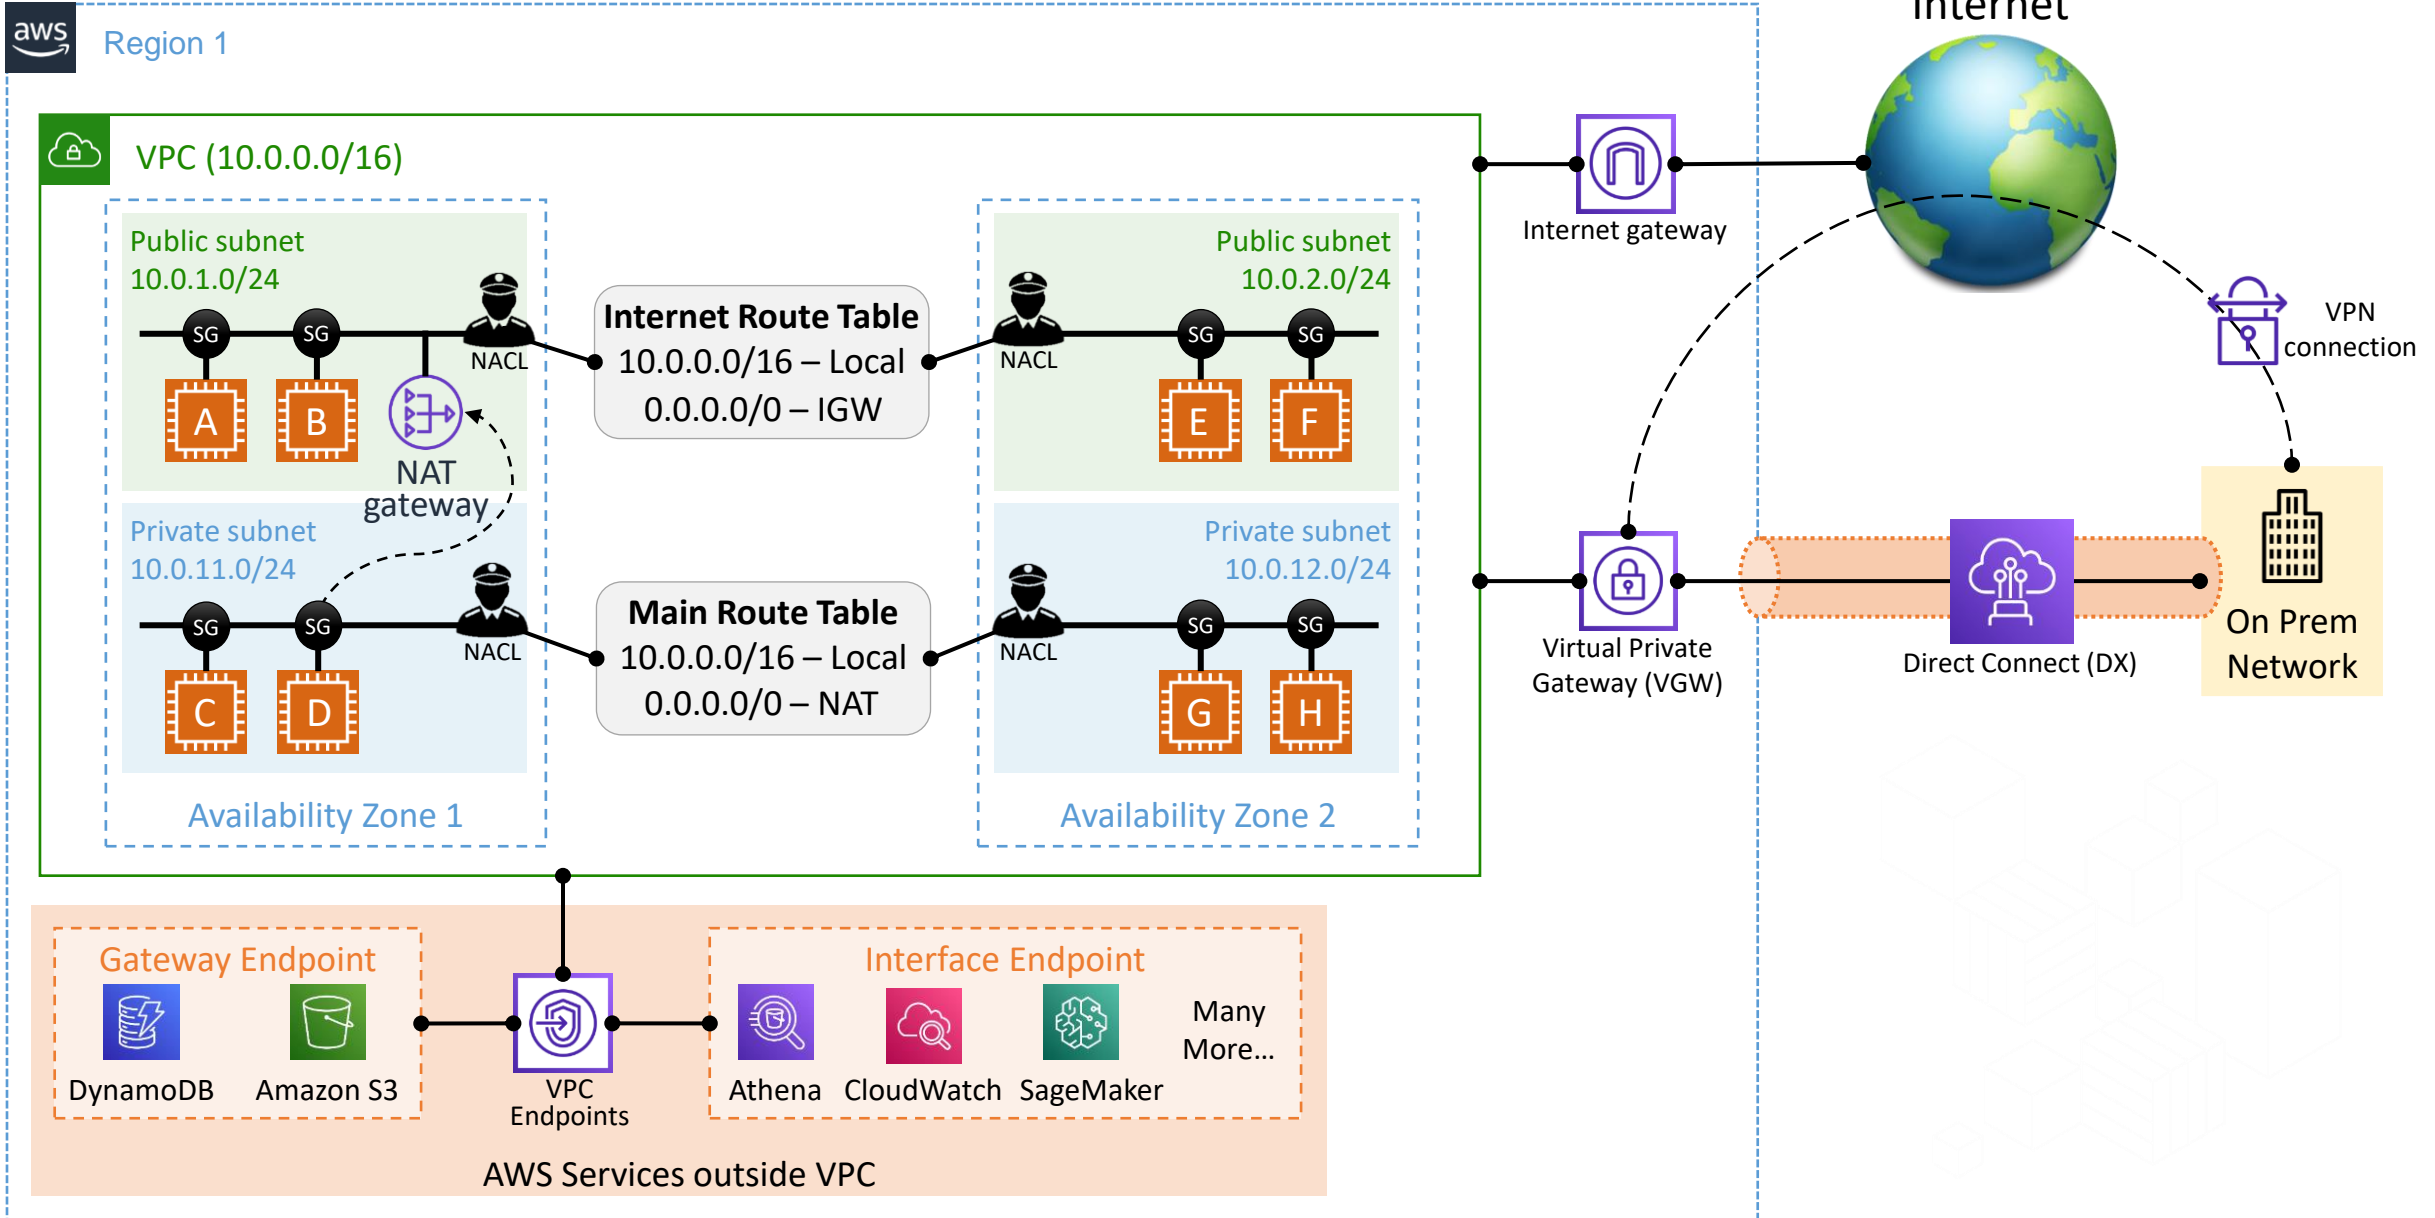 aws
Region 1
Internet
VPC (10.0.0.0/16)
Public subnet
10.0.1.0/24
SG
SG
NACL
A
B
NAT
gateway
Internet Route Table
10.0.0.0/16 – Local
0.0.0.0/0 – IGW
Public subnet
10.0.2.0/24
NACL
SG
SG
E
F
Internet gateway
VPN
connection
Private subnet
10.0.11.0/24
SG
SG
NACL
C
D
Main Route Table
10.0.0.0/16 – Local
0.0.0.0/0 – NAT
Private subnet
10.0.12.0/24
NACL
SG
SG
G
H
Virtual Private
Gateway (VGW)
Direct Connect (DX)
On Prem
Network
Availability Zone 1
Availability Zone 2
Gateway Endpoint
DynamoDB
Amazon S3
VPC
Endpoints
Interface Endpoint
Athena
CloudWatch
SageMaker
Many
More...
AWS Services outside VPC